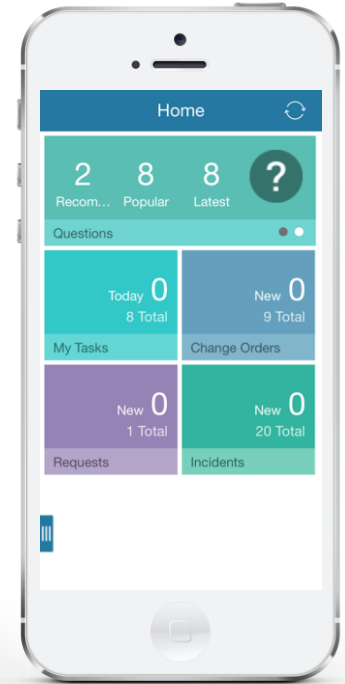 Home
2 8 8 ?
Recom... Popular Latest
Questions
Today 0
8 Total
My Tasks
New 0
9 Total
Change Orders
New 0
1 Total
Requests
New 0
20 Total
Incidents